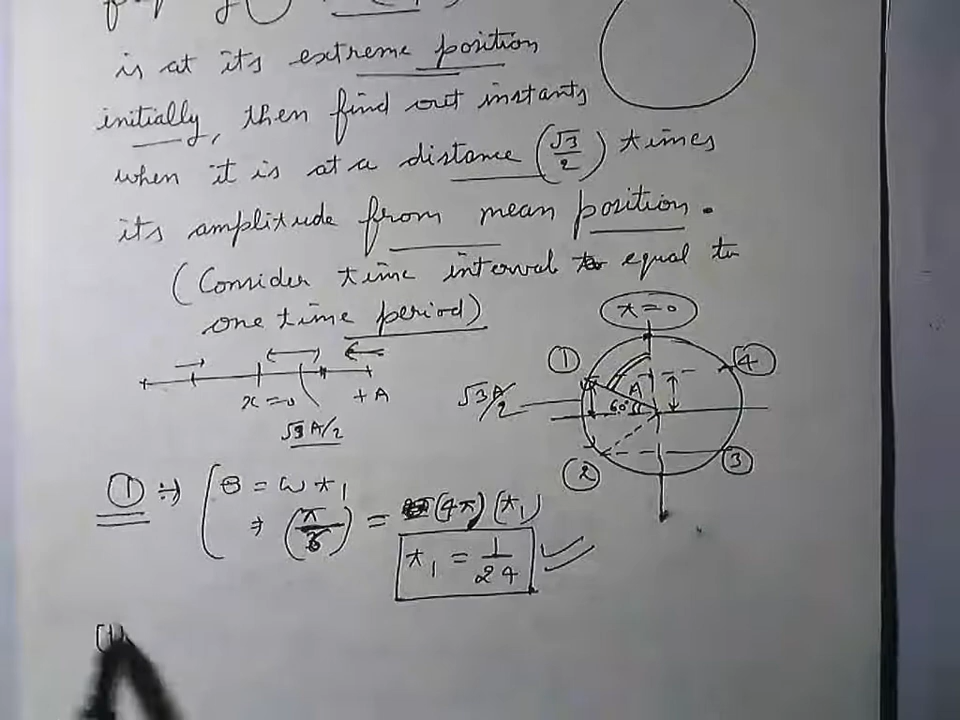 is at its extreme position
initially, then find out instants
when it is at a distance (√3/2) times
its amplitude from mean position.
(Consider time interval to equal to
one time period)
t=0
① ④
x=0 +A
√3A/2
√3A/2
A
60°
② ③
① ⇒ θ = ωt₁
⇒ (π/6) = (4π)(t₁)
t₁ = 1/24